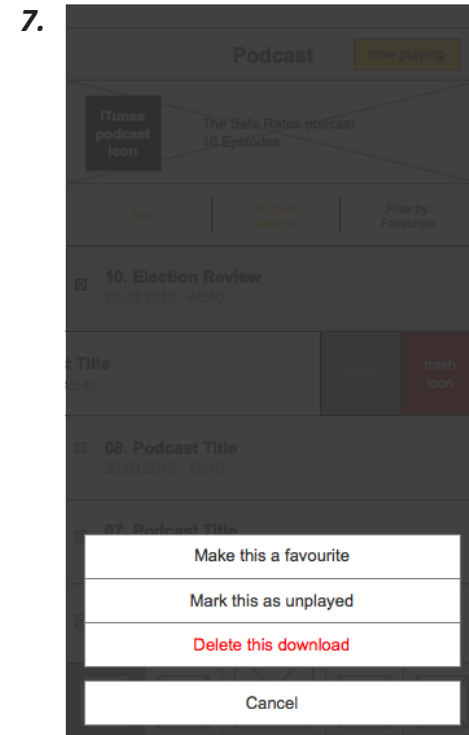 7.
Podcast
now playing
iTunes
podcast
icon
The Safe Rates podcast
10 Episodes
edit
Filter by:
Favourites
10. Election Review
20.09.2013 - 45:40
t Title
45:40
more
trash
icon
08. Podcast Title
20.09.2013 - 45:40
07. Podcast Title
Make this a favourite
Mark this as unplayed
Delete this download
Cancel